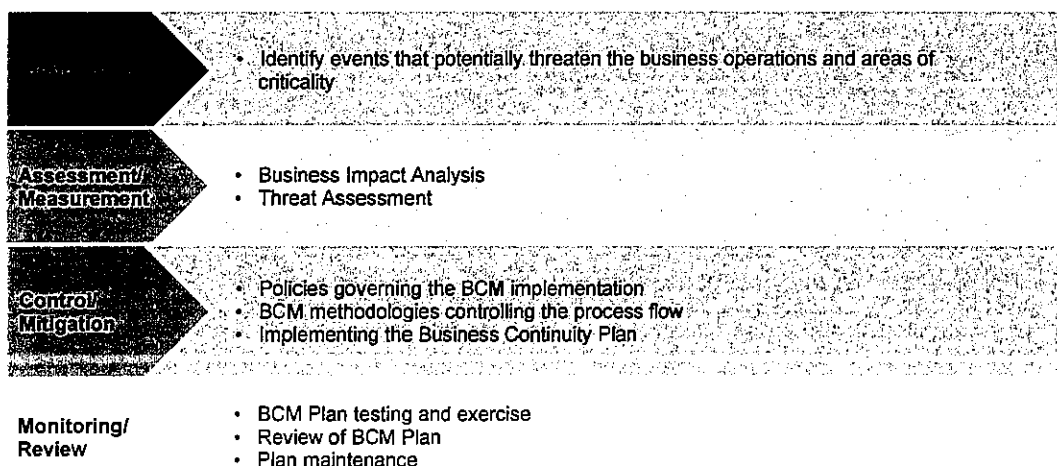 • Identify events that potentially threaten the business operations and areas of
criticality
Assessment/
Measurement
• Business Impact Analysis
• Threat Assessment
Control/
Mitigation
• Policies governing the BCM implementation
• BCM methodologies controlling the process flow
• Implementing the Business Continuity Plan
Monitoring/
Review
• BCM Plan testing and exercise
• Review of BCM Plan
• Plan maintenance